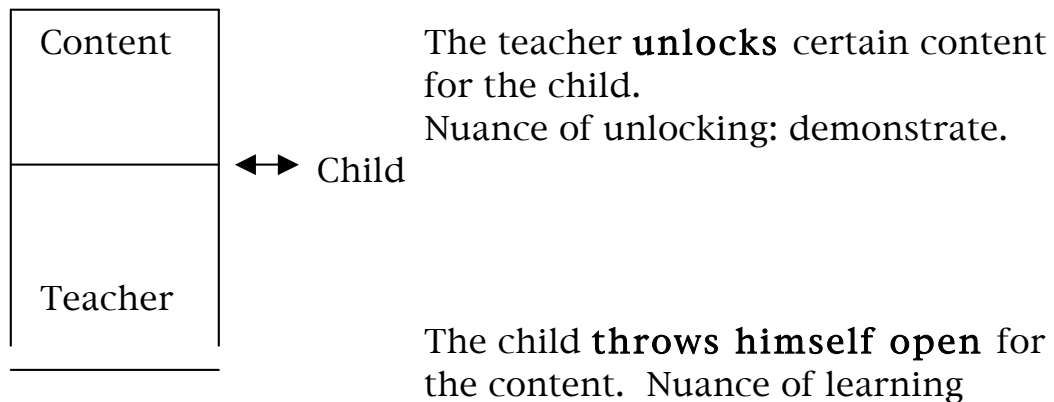 Content
The teacher unlocks certain content
for the child.
Nuance of unlocking: demonstrate.
Child
Teacher
The child throws himself open for
the content.  Nuance of learning